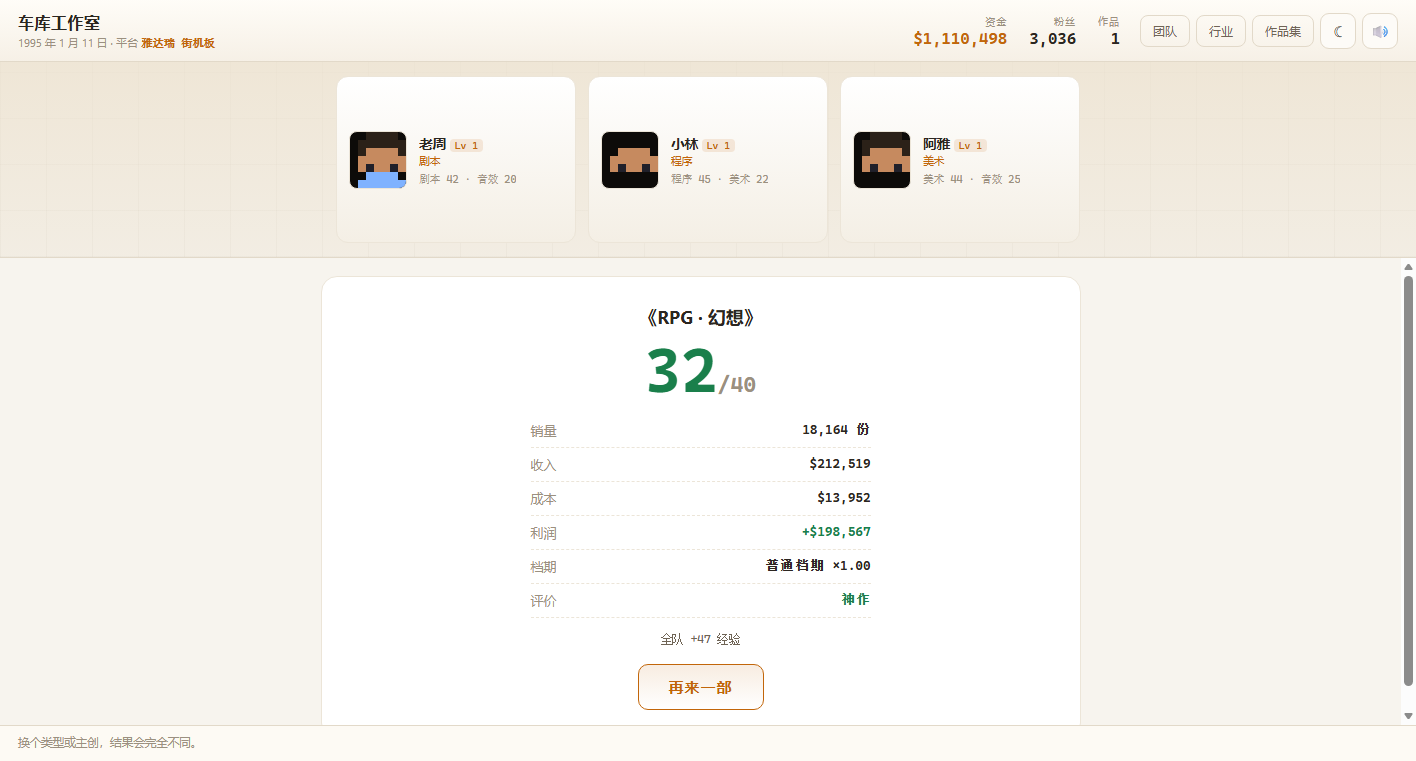 车库工作室
1995 年 1 月 11 日 · 平台 雅达瑞 街机板
资金
$1,110,498
粉丝
3,036
作品
1
团队
行业
作品集
老周 Lv 1
剧本
剧本 42 · 音效 20
小林 Lv 1
程序
程序 45 · 美术 22
阿雅 Lv 1
美术
美术 44 · 音效 25
《RPG · 幻想》
32/40
销量 18,164 份
收入 $212,519
成本 $13,952
利润 +$198,567
档期 普通档期 ×1.00
评价 神作
全队 +47 经验
再来一部
换个类型或主创，结果会完全不同。